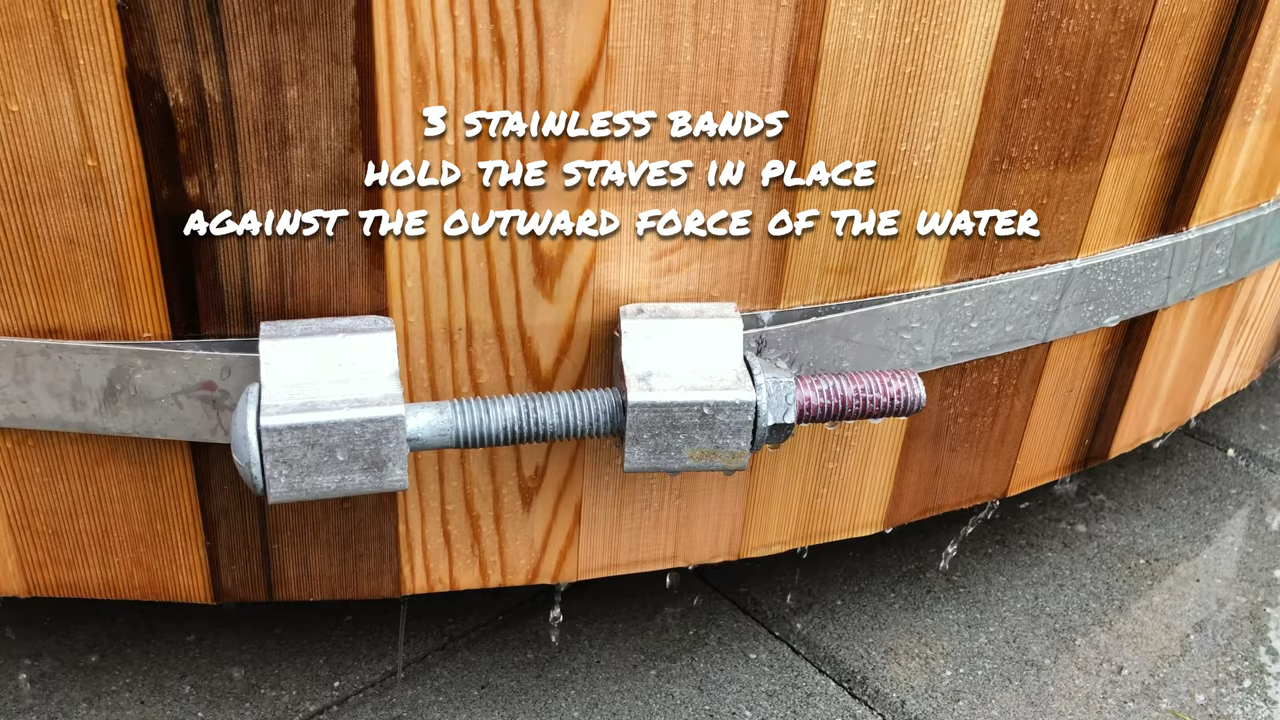 3 STAINLESS BANDS
HOLD THE STAVES IN PLACE
AGAINST THE OUTWARD FORCE OF THE WATER